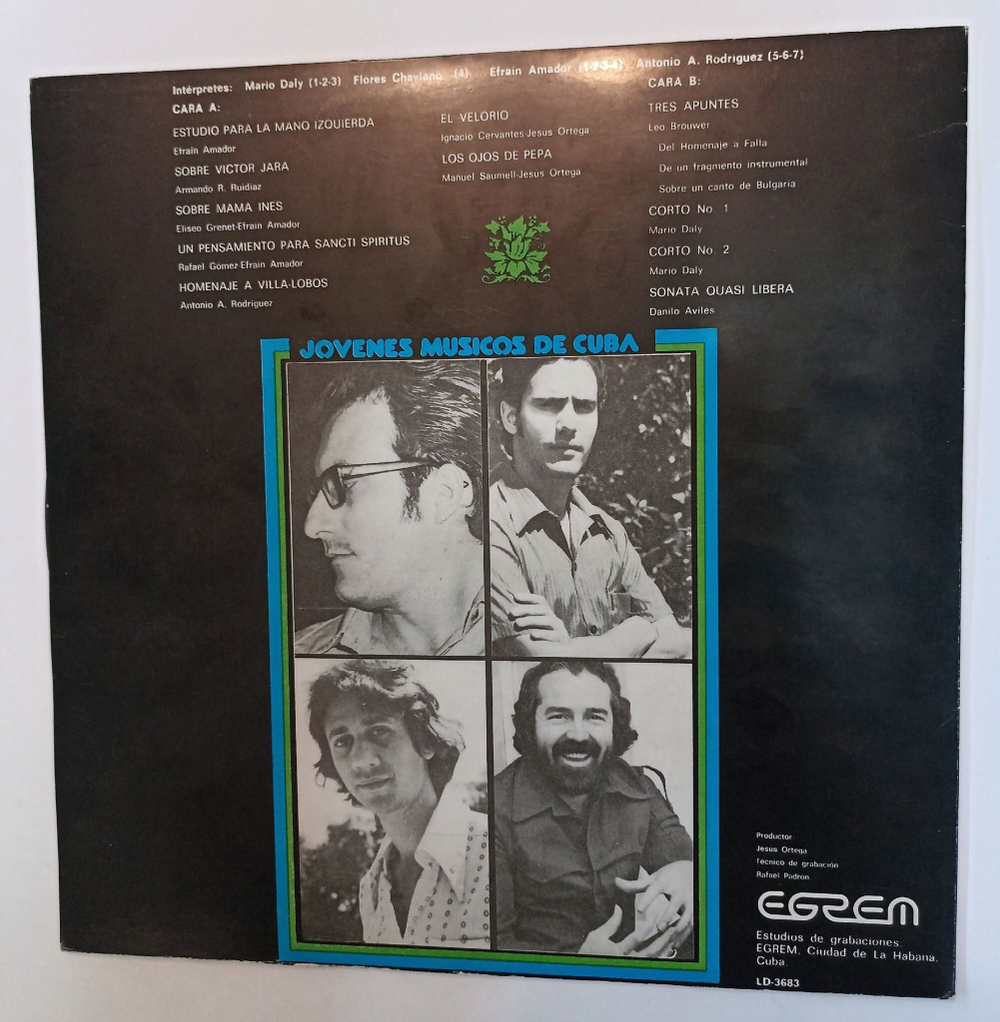 Intérpretes: Mario Daly (1-2-3) Flores Chaviano (4) Efrain Amador (1-2-3-4) Antonio A. Rodriguez (5-6-7)
CARA A:
ESTUDIO PARA LA MANO IZQUIERDA
Efrain Amador
SOBRE VICTOR JARA
Armando R. Ruidiaz
SOBRE MAMA INES
Eliseo Grenet-Efrain Amador
UN PENSAMIENTO PARA SANCTI SPIRITUS
Rafael Gómez-Efrain Amador
HOMENAJE A VILLA-LOBOS
Antonio A. Rodriguez
EL VELORIO
Ignacio Cervantes-Jesus Ortega
LOS OJOS DE PEPA
Manuel Saumell-Jesus Ortega
CARA B:
TRES APUNTES
Leo Brouwer
Del Homenaje a Falla
De un fragmento instrumental
Sobre un canto de Bulgaria
CORTO No. 1
Mario Daly
CORTO No. 2
Mario Daly
SONATA QUASI LIBERA
Danilo Avilés
JOVENES MUSICOS DE CUBA
Productor
Jesus Ortega
Técnico de grabación
Rafael Padron
EGREM
Estudios de grabaciones
EGREM. Ciudad de La Habana.
Cuba.
LD-3683